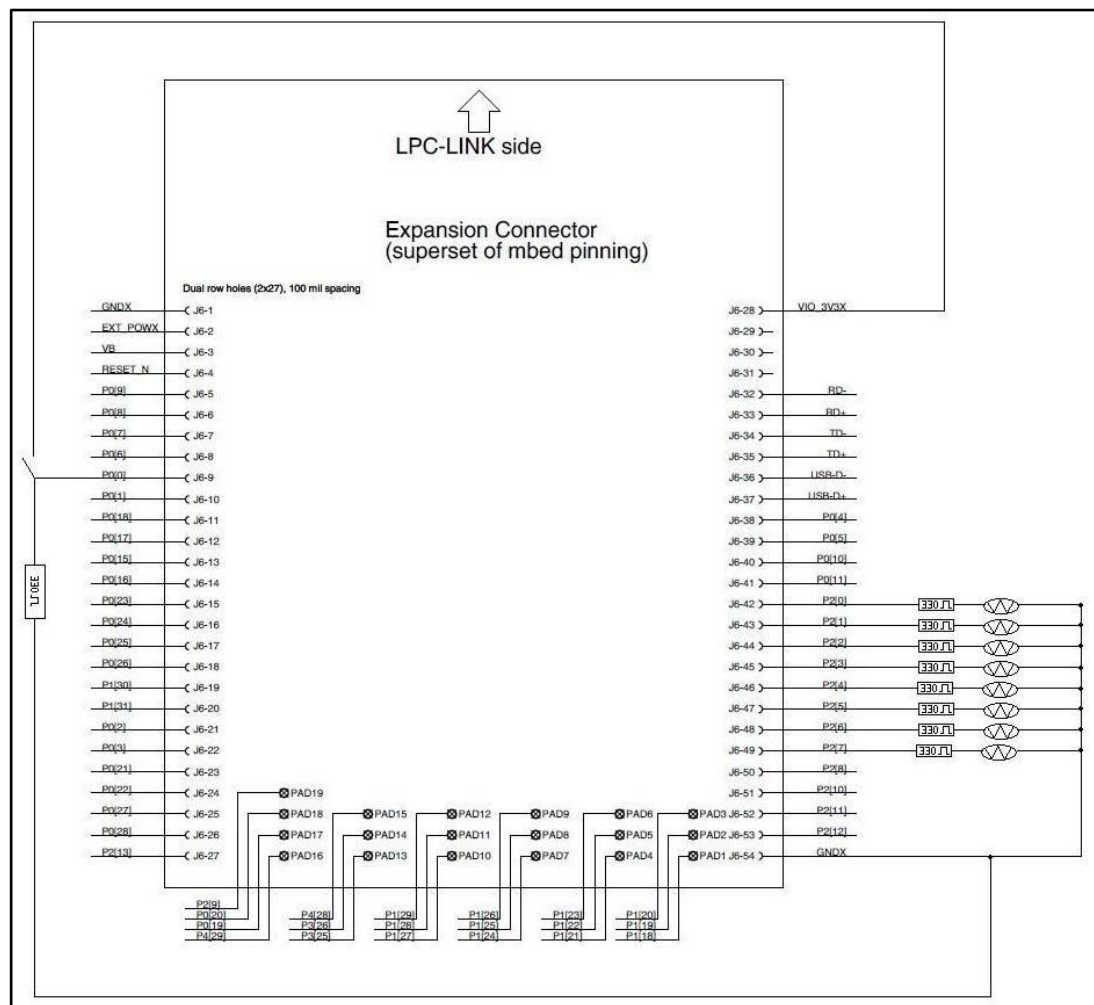 LPC-LINK side
Expansion Connector
(superset of mbed pinning)
Dual row holes (2x27), 100 mil spacing
GNDX J6-1 J6-28 VIO_3V3X
EXT_POWX J6-2 J6-29
VB J6-3 J6-30
RESET_N J6-4 J6-31
P0[9] J6-5 J6-32 RD-
P0[8] J6-6 J6-33 RD+
P0[7] J6-7 J6-34 TD-
P0[6] J6-8 J6-35 TD+
P0[0] J6-9 J6-36 USB-D-
P0[1] J6-10 J6-37 USB-D+
P0[18] J6-11 J6-38 P0[4]
P0[17] J6-12 J6-39 P0[5]
P0[15] J6-13 J6-40 P0[10]
P0[16] J6-14 J6-41 P0[11]
330
P0[23] J6-15 J6-42 P2[0] 330
P0[24] J6-16 J6-43 P2[1] 330
P0[25] J6-17 J6-44 P2[2] 330
P0[26] J6-18 J6-45 P2[3] 330
P1[30] J6-19 J6-46 P2[4] 330
P1[31] J6-20 J6-47 P2[5] 330
P0[2] J6-21 J6-48 P2[6] 330
P0[3] J6-22 J6-49 P2[7] 330
P0[21] J6-23 J6-50 P2[8]
P0[22] J6-24 PAD19 J6-51 P2[10]
P0[27] J6-25 PAD18 PAD15 PAD12 PAD9 PAD6 PAD3 J6-52 P2[11]
P0[28] J6-26 PAD17 PAD14 PAD11 PAD8 PAD5 PAD2 J6-53 P2[12]
P2[13] J6-27 PAD16 PAD13 PAD10 PAD7 PAD4 PAD1 J6-54 GNDX
P2[9]
P0[20] P4[28] P1[29] P1[26] P1[23] P1[20]
P0[19] P3[26] P1[28] P1[25] P1[22] P1[19]
P4[29] P3[25] P1[27] P1[24] P1[21] P1[18]